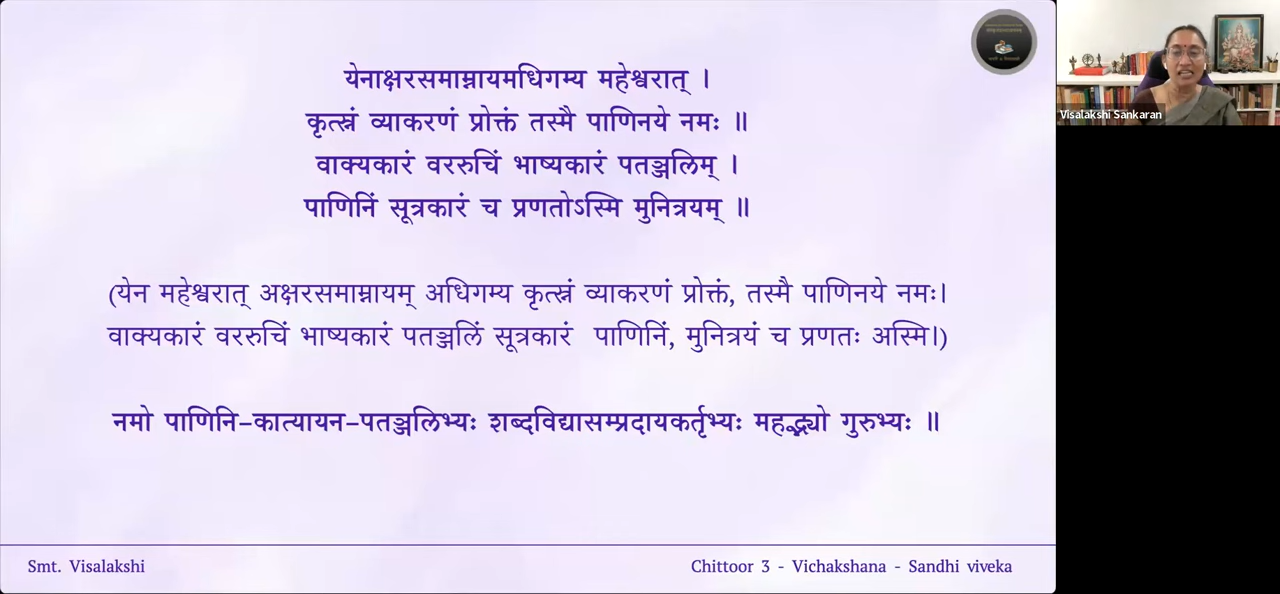 येनाक्षरसमाम्नायमधिगम्य महेश्वरात् ।
कृत्स्नं व्याकरणं प्रोक्तं तस्मै पाणिनये नमः ॥
वाक्यकारं वररुचिं भाष्यकारं पतञ्जलिम् ।
पाणिनिं सूत्रकारं च प्रणतोऽस्मि मुनित्रयम् ॥
(येन महेश्वरात् अक्षरसमाम्नायम् अधिगम्य कृत्स्नं व्याकरणं प्रोक्तं, तस्मै पाणिनये नमः।
वाक्यकारं वररुचिं भाष्यकारं पतञ्जलिं सूत्रकारं पाणिनिं, मुनित्रयं च प्रणतः अस्मि।)
नमो पाणिनि-कात्यायन-पतञ्जलिभ्यः शब्दविद्यासम्प्रदायकर्तृभ्यः महद्भ्यो गुरुभ्यः ॥
Smt. Visalakshi
Chittoor 3 - Vichakshana - Sandhi viveka
Visalakshi Sankaran